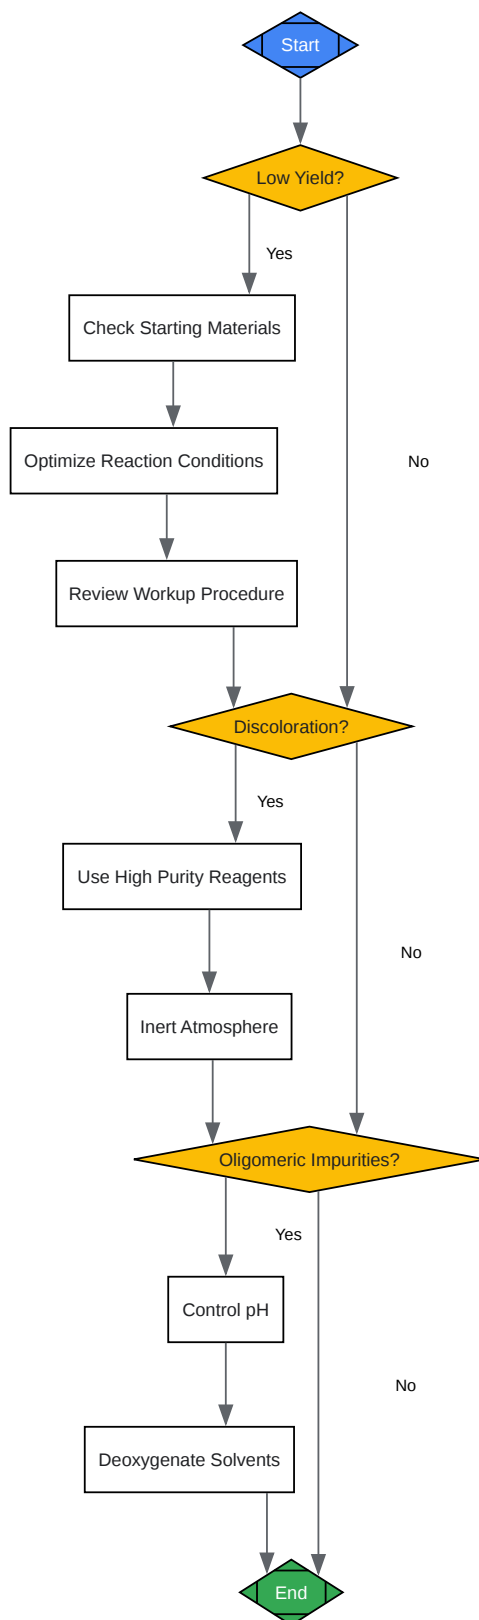 Start
Low Yield?
Yes
Check Starting Materials
Optimize Reaction Conditions
No
Review Workup Procedure
Discoloration?
Yes
Use High Purity Reagents
No
Inert Atmosphere
Oligomeric Impurities?
Yes
Control pH
No
Deoxygenate Solvents
End